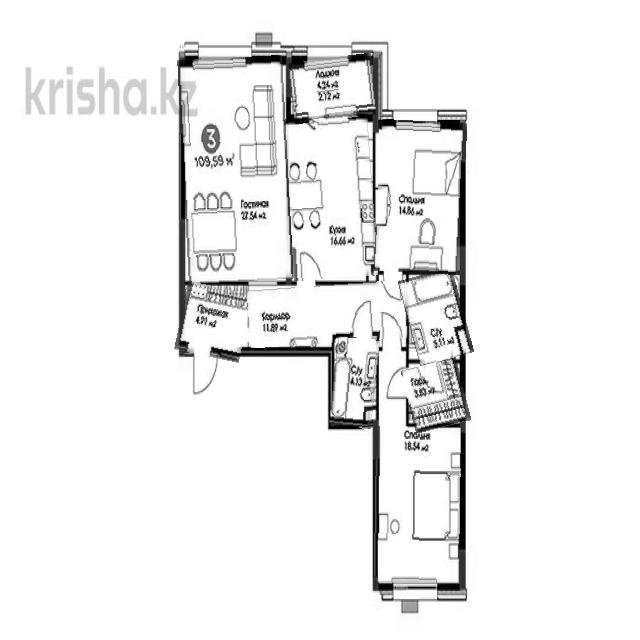 krisha.kz
Лоджия
4.24 м2
2.12 м2
3
109,59 м²
Гостиная
27.54 м2
Кухня
16.66 м2
Спальня
14.86 м2
Прихожая
4.91 м2
Коридор
11.89 м2
С/у
5.11 м2
С/у
4.13 м2
Гард.
3.83 м2
Спальня
18.54 м2